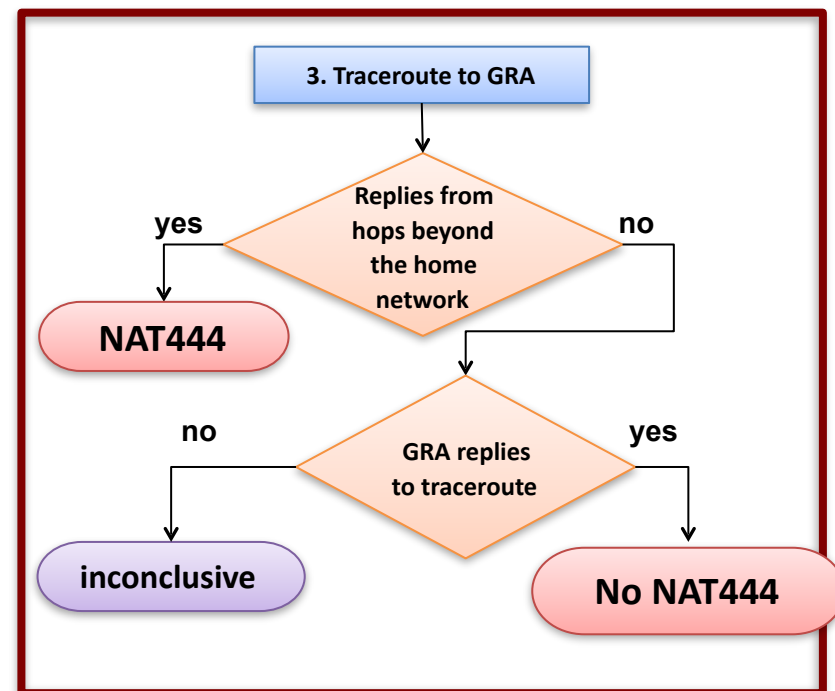 3. Traceroute to GRA
Replies from
hops beyond
the home
network
yes
no
NAT444
GRA replies
to traceroute
no
yes
inconclusive
No NAT444